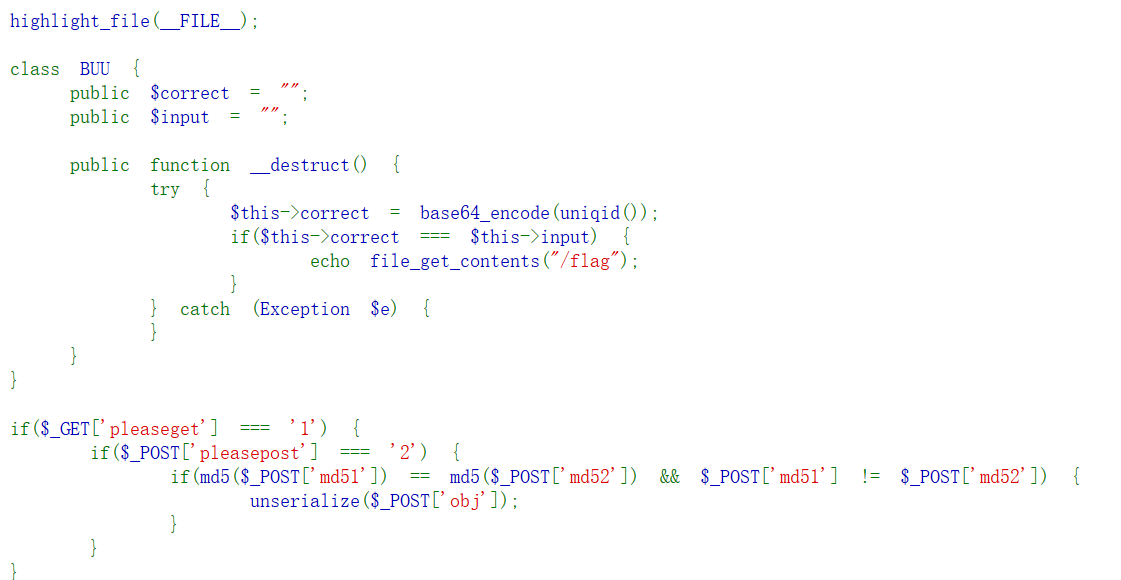 highlight_file(__FILE__);
class BUU {
public $correct = "";
public $input = "";
public function __destruct() {
try {
$this->correct = base64_encode(uniqid());
if($this->correct === $this->input) {
echo file_get_contents("/flag");
}
} catch (Exception $e) {
}
}
}
if($_GET['pleaseget'] === '1') {
if($_POST['pleasepost'] === '2') {
if(md5($_POST['md51']) == md5($_POST['md52']) && $_POST['md51'] != $_POST['md52']) {
unserialize($_POST['obj']);
}
}
}